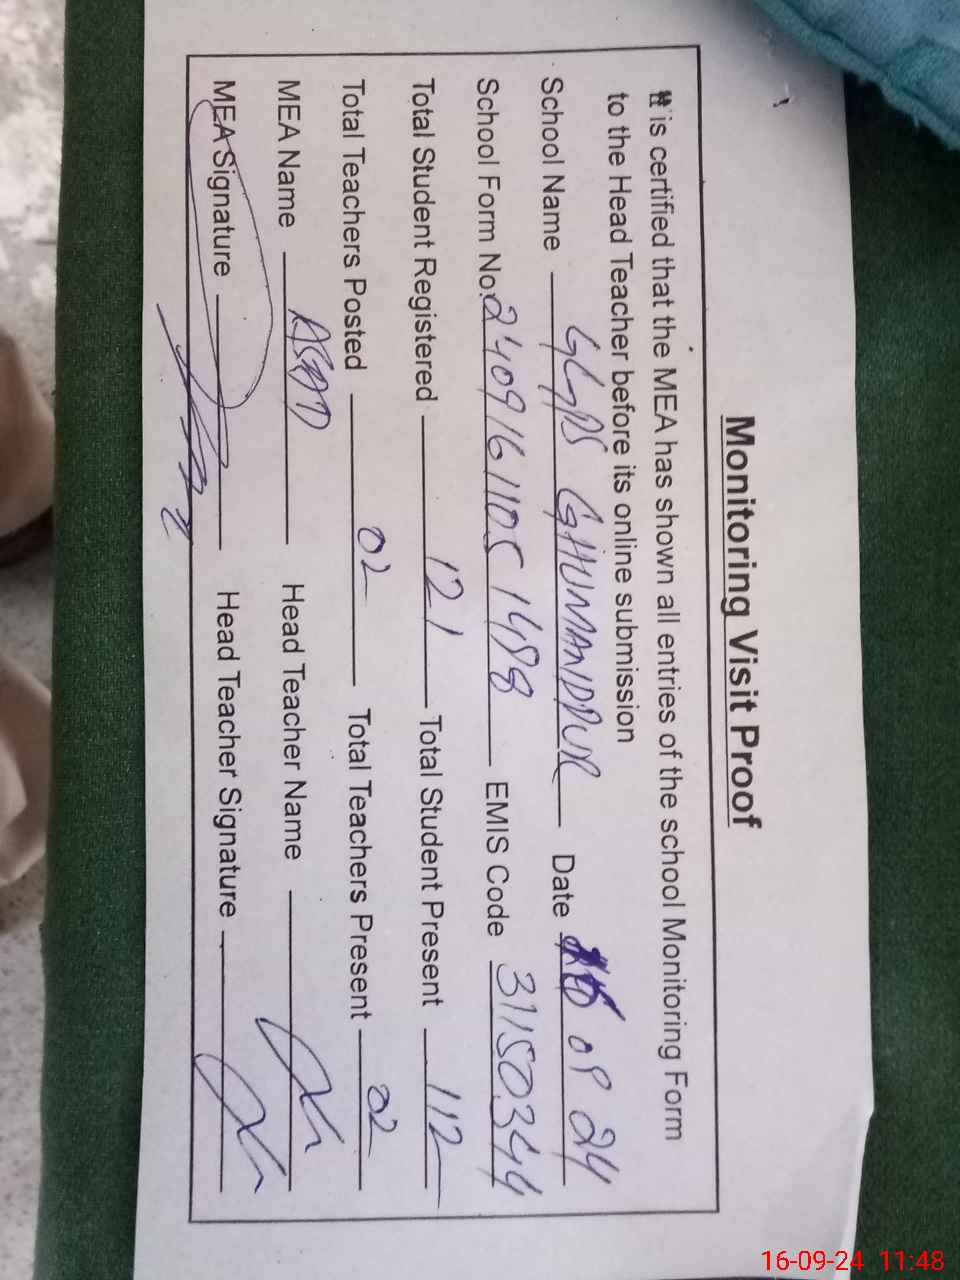 Monitoring Visit Proof
It is certified that the MEA has shown all entries of the school Monitoring Form
to the Head Teacher before its online submission
School Name GGPS GHUMANPPUR Date 16 09 24
School Form No. 24091611051488 EMIS Code 31150344
Total Student Registered 121 Total Student Present 112
Total Teachers Posted 02 Total Teachers Present 02
MEA Name ASAD Head Teacher Name
MEA Signature Head Teacher Signature
16-09-24 11:48